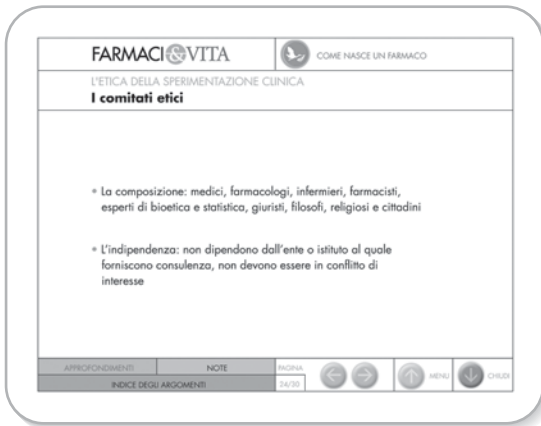 FARMACI&VITA
COME NASCE UN FARMACO
L'ETICA DELLA SPERIMENTAZIONE CLINICA
I comitati etici
• La composizione: medici, farmacologi, infermieri, farmacisti,
esperti di bioetica e statistica, giuristi, filosofi, religiosi e cittadini
• L'indipendenza: non dipendono dall'ente o istituto al quale
forniscono consulenza, non devono essere in conflitto di
interesse
APPROFONDIMENTI
NOTE
PAGINA
INDICE DEGLI ARGOMENTI
24/30
MENU
CHIUDI